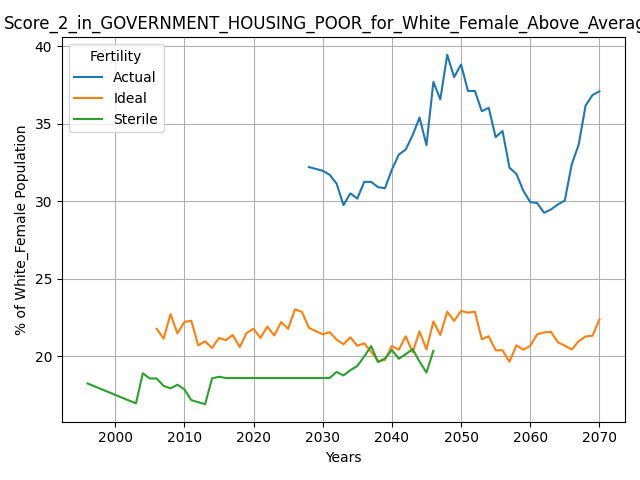 Score_2_in_GOVERNMENT_HOUSING_POOR_for_White_Female_Above_Averag
Fertility
Actual
Ideal
Sterile
% of White_Female Population
40
35
30
25
20
2000
2010
2020
2030
2040
2050
2060
2070
Years